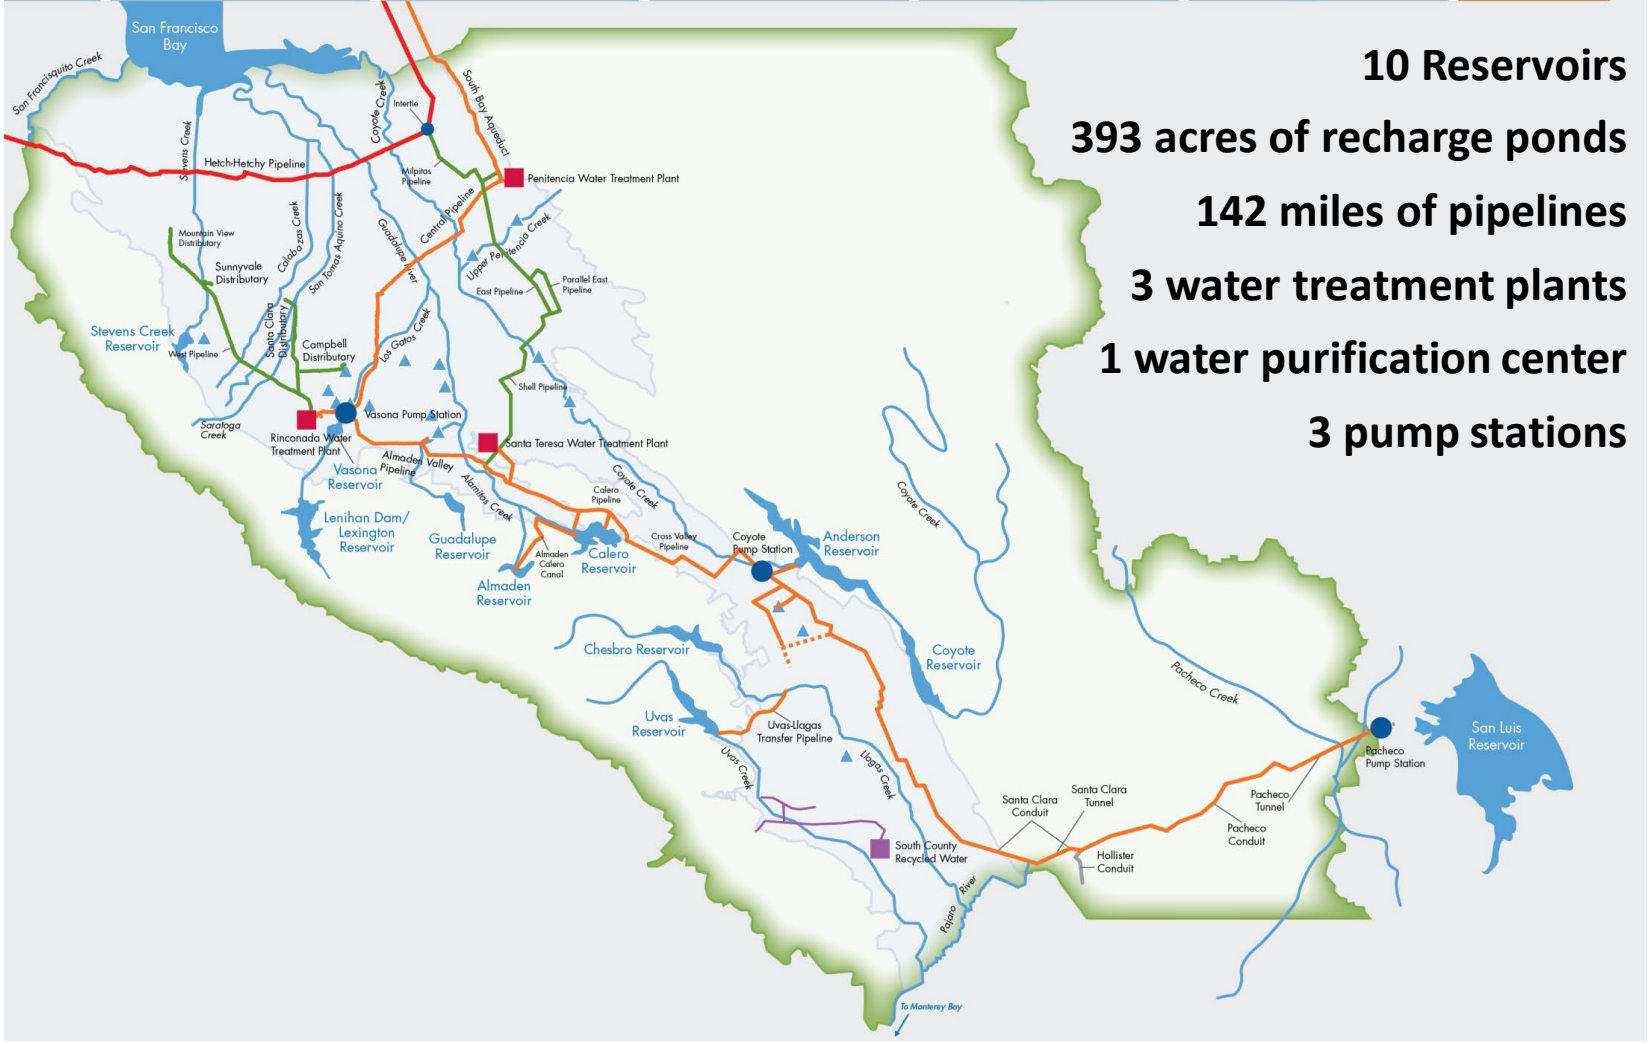 San Francisco
Bay
10 Reservoirs
393 acres of recharge ponds
142 miles of pipelines
3 water treatment plants
1 water purification center
3 pump stations
San Francisquito Creek
Stevens Creek
Coyote Creek
Intertie
South Bay Aqueduct
Hetch-Hetchy Pipeline
Milpitas
Pipeline
Penitencia Water Treatment Plant
Central Pipeline
Mountain View
Distributary
Sunnyvale
Distributary
Calabazas Creek
San Tomas Aquino Creek
Guadalupe River
Upper Penitencia Creek
East Pipeline
Parallel East
Pipeline
Stevens Creek
Reservoir
West Pipeline
Santa Clara
Distributary
Campbell
Distributary
Los Gatos Creek
Shell Pipeline
Saratoga
Creek
Rinconada Water
Treatment Plant
Vasona Pump Station
Santa Teresa Water Treatment Plant
Vasona
Reservoir
Almaden Valley
Pipeline
Alamitos Creek
Coyote Creek
Calero
Pipeline
Lenihan Dam/
Lexington
Reservoir
Guadalupe
Reservoir
Almaden
Calero
Canal
Calero
Reservoir
Almaden
Reservoir
Cross Valley
Pipeline
Coyote
Pump Station
Anderson
Reservoir
Coyote Creek
Chesbro Reservoir
Coyote
Reservoir
Pacheco Creek
Uvas
Reservoir
Uvas-Llagas
Transfer Pipeline
Uvas Creek
Llagas Creek
San Luis
Reservoir
Pacheco
Pump Station
Santa Clara
Conduit
Santa Clara
Tunnel
Pacheco
Tunnel
Pacheco
Conduit
Hollister
Conduit
South County
Recycled Water
Pajaro River
To Monterey Bay